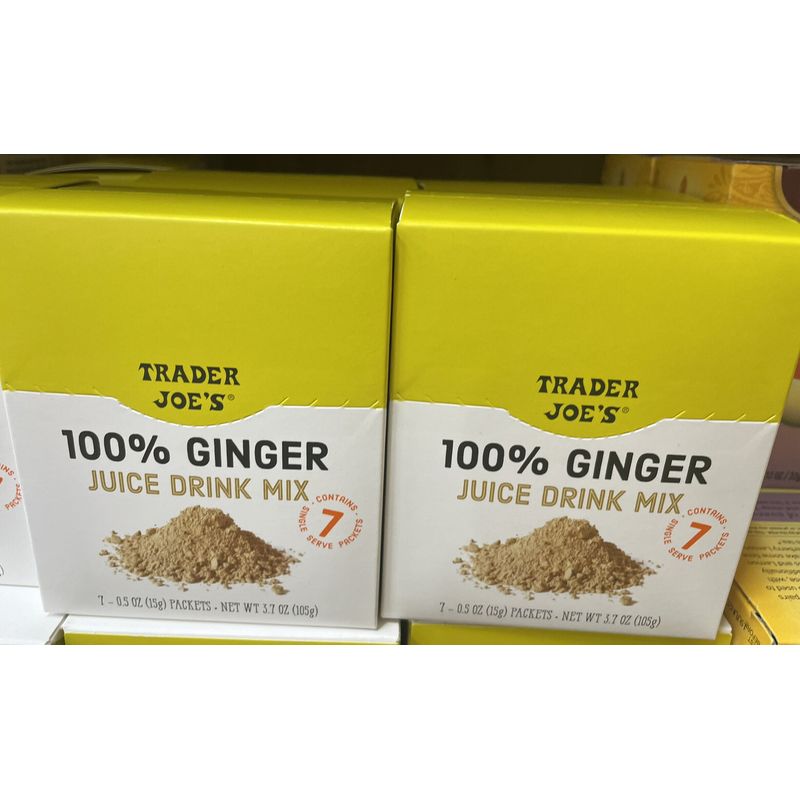 TRADER
JOE'S®
100% GINGER
JUICE DRINK MIX
• CONTAINS •
7
SINGLE SERVE PACKETS
7 – 0.5 OZ (15g) PACKETS • NET WT 3.7 OZ (105g)
TRADER
JOE'S®
100% GINGER
JUICE DRINK MIX
• CONTAINS •
7
SINGLE SERVE PACKETS
7 – 0.5 OZ (15g) PACKETS • NET WT 3.7 OZ (105g)